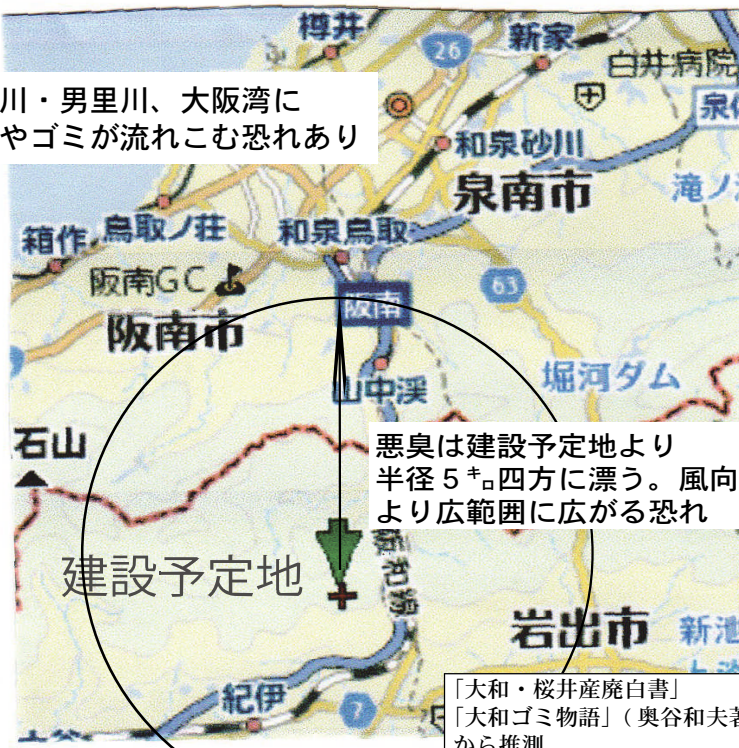 樽井
26
新家
白井病院
川・男里川、大阪湾に
やゴミが流れこむ恐れあり
泉
和泉砂川
泉南市
滝ノ
箱作
鳥取ノ荘
和泉鳥取
阪南GC
阪南
63
阪南市
山中渓
堀河ダム
石山
悪臭は建設予定地より
半径5㌔四方に漂う。風向
より広範囲に広がる恐れ
建設予定地
阪和線
岩出市
新池
紀伊
7
「大和・桜井産廃白書」
「大和ゴミ物語」(奥谷和夫著
から推測